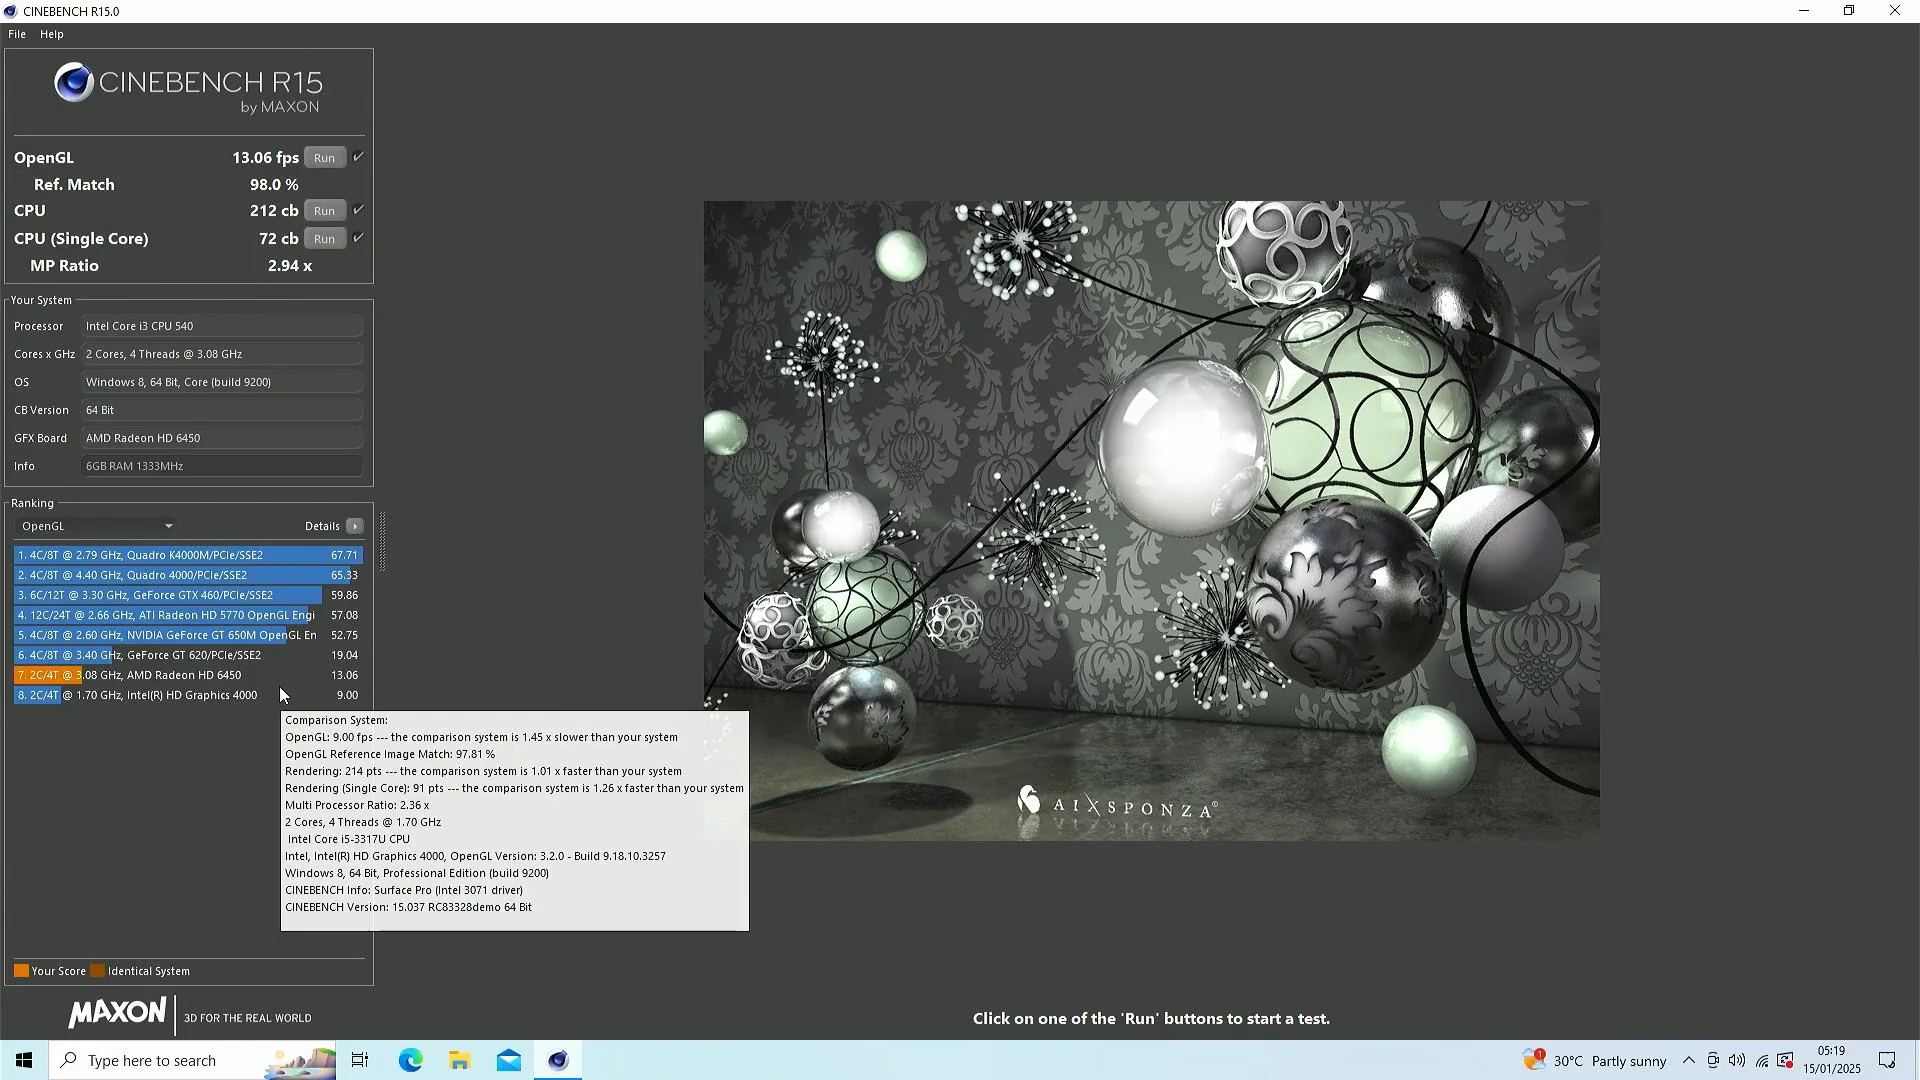 CINEBENCH R15.0
File Help
CINEBENCH R15
by MAXON
OpenGL 13.06 fps Run
Ref. Match 98.0 %
CPU 212 cb Run
CPU (Single Core) 72 cb Run
MP Ratio 2.94 x
Your System
Processor Intel Core i3 CPU 540
Cores x GHz 2 Cores, 4 Threads @ 3.08 GHz
OS Windows 8, 64 Bit, Core (build 9200)
CB Version 64 Bit
GFX Board AMD Radeon HD 6450
Info 6GB RAM 1333MHz
Ranking
OpenGL Details
1. 4C/8T @ 2.79 GHz, Quadro K4000M/PCIe/SSE2 67.71
2. 4C/8T @ 4.40 GHz, Quadro 4000/PCIe/SSE2 65.33
3. 6C/12T @ 3.30 GHz, GeForce GTX 460/PCIe/SSE2 59.86
4. 12C/24T @ 2.66 GHz, ATI Radeon HD 5770 OpenGL Engi 57.08
5. 4C/8T @ 2.60 GHz, NVIDIA GeForce GT 650M OpenGL En 52.75
6. 4C/8T @ 3.40 GHz, GeForce GT 620/PCIe/SSE2 19.04
7. 2C/4T @ 3.08 GHz, AMD Radeon HD 6450 13.06
8. 2C/4T @ 1.70 GHz, Intel(R) HD Graphics 4000 9.00
Comparison System:
OpenGL: 9.00 fps --- the comparison system is 1.45 x slower than your system
OpenGL Reference Image Match: 97.81 %
Rendering: 214 pts --- the comparison system is 1.01 x faster than your system
Rendering (Single Core): 91 pts --- the comparison system is 1.26 x faster than your system
Multi Processor Ratio: 2.36 x
2 Cores, 4 Threads @ 1.70 GHz
Intel Core i5-3317U CPU
Intel, Intel(R) HD Graphics 4000, OpenGL Version: 3.2.0 - Build 9.18.10.3257
Windows 8, 64 Bit, Professional Edition (build 9200)
CINEBENCH Info: Surface Pro (Intel 3071 driver)
CINEBENCH Version: 15.037 RC83328demo 64 Bit
AIXSPONZA®
Your Score Identical System
MAXON 3D FOR THE REAL WORLD
Click on one of the 'Run' buttons to start a test.
Type here to search
1
30°C Partly sunny
05:19
15/01/2025